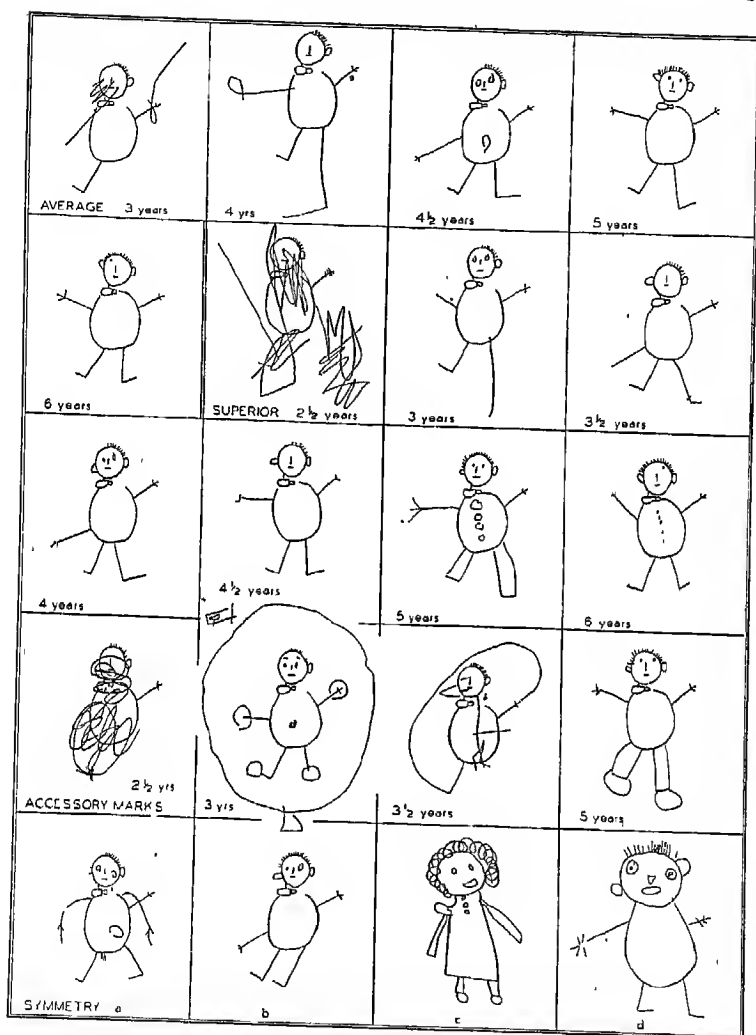 AVERAGE 3 years
4 yrs
4½ years
5 years
6 years
SUPERIOR 2½ years
3 years
3½ years
4 years
4½ years
5 years
6 years
2½ yrs
ACCESSORY MARKS
3 yrs
3½ years
5 years
SYMMETRY a
b
c
d